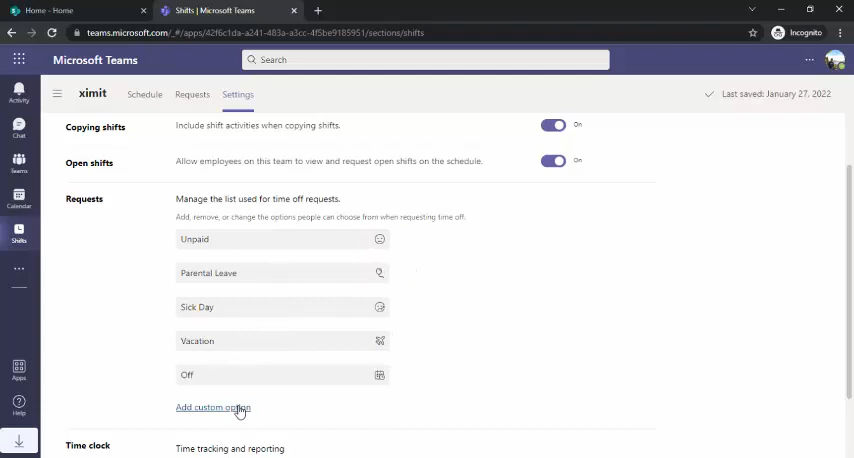 Home - Home
Shifts | Microsoft Teams
teams.microsoft.com/_#/apps/42f6c1da-a241-483a-a3cc-4f5be9185951/sections/shifts
Incognito
Microsoft Teams
Search
Activity
Chat
Teams
Calendar
Shifts
Apps
Help
ximit
Schedule
Requests
Settings
Last saved: January 27, 2022
Copying shifts
Include shift activities when copying shifts.
On
Open shifts
Allow employees on this team to view and request open shifts on the schedule.
On
Requests
Manage the list used for time off requests.
Add, remove, or change the options people can choose from when requesting time off.
Unpaid
Parental Leave
Sick Day
Vacation
Off
Add custom option
Time clock
Time tracking and reporting